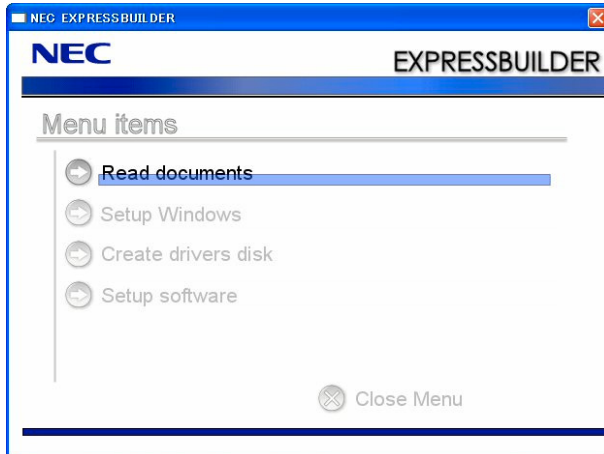 NEC EXPRESSBUILDER
NEC
EXPRESSBUILDER
Menu items
Read documents
Setup Windows
Create drivers disk
Setup software
Close Menu